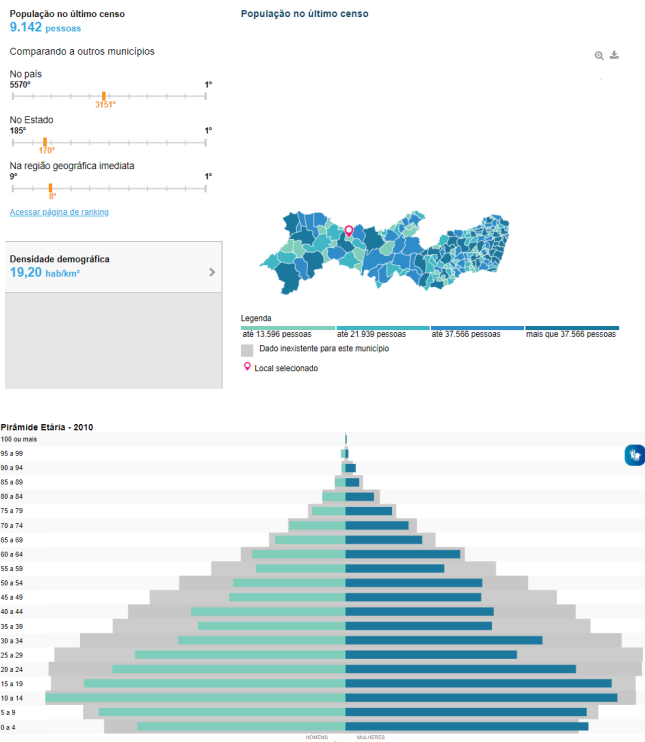 População no último censo
9.142 pessoas
Comparando a outros municípios
No país
5570º 1º
3151º
No Estado
185º 1º
170º
Na região geográfica imediata
9º 1º
8º
Acessar página de ranking
Densidade demográfica
19,20 hab/km²
População no último censo
Legenda
até 13.596 pessoas até 21.939 pessoas até 37.566 pessoas mais que 37.566 pessoas
Dado inexistente para este município
Local selecionado
Pirâmide Etária - 2010
100 ou mais
95 a 99
90 a 94
85 a 89
80 a 84
75 a 79
70 a 74
65 a 69
60 a 64
55 a 59
50 a 54
45 a 49
40 a 44
35 a 39
30 a 34
25 a 29
20 a 24
15 a 19
10 a 14
5 a 9
0 a 4
HOMENS MULHERES